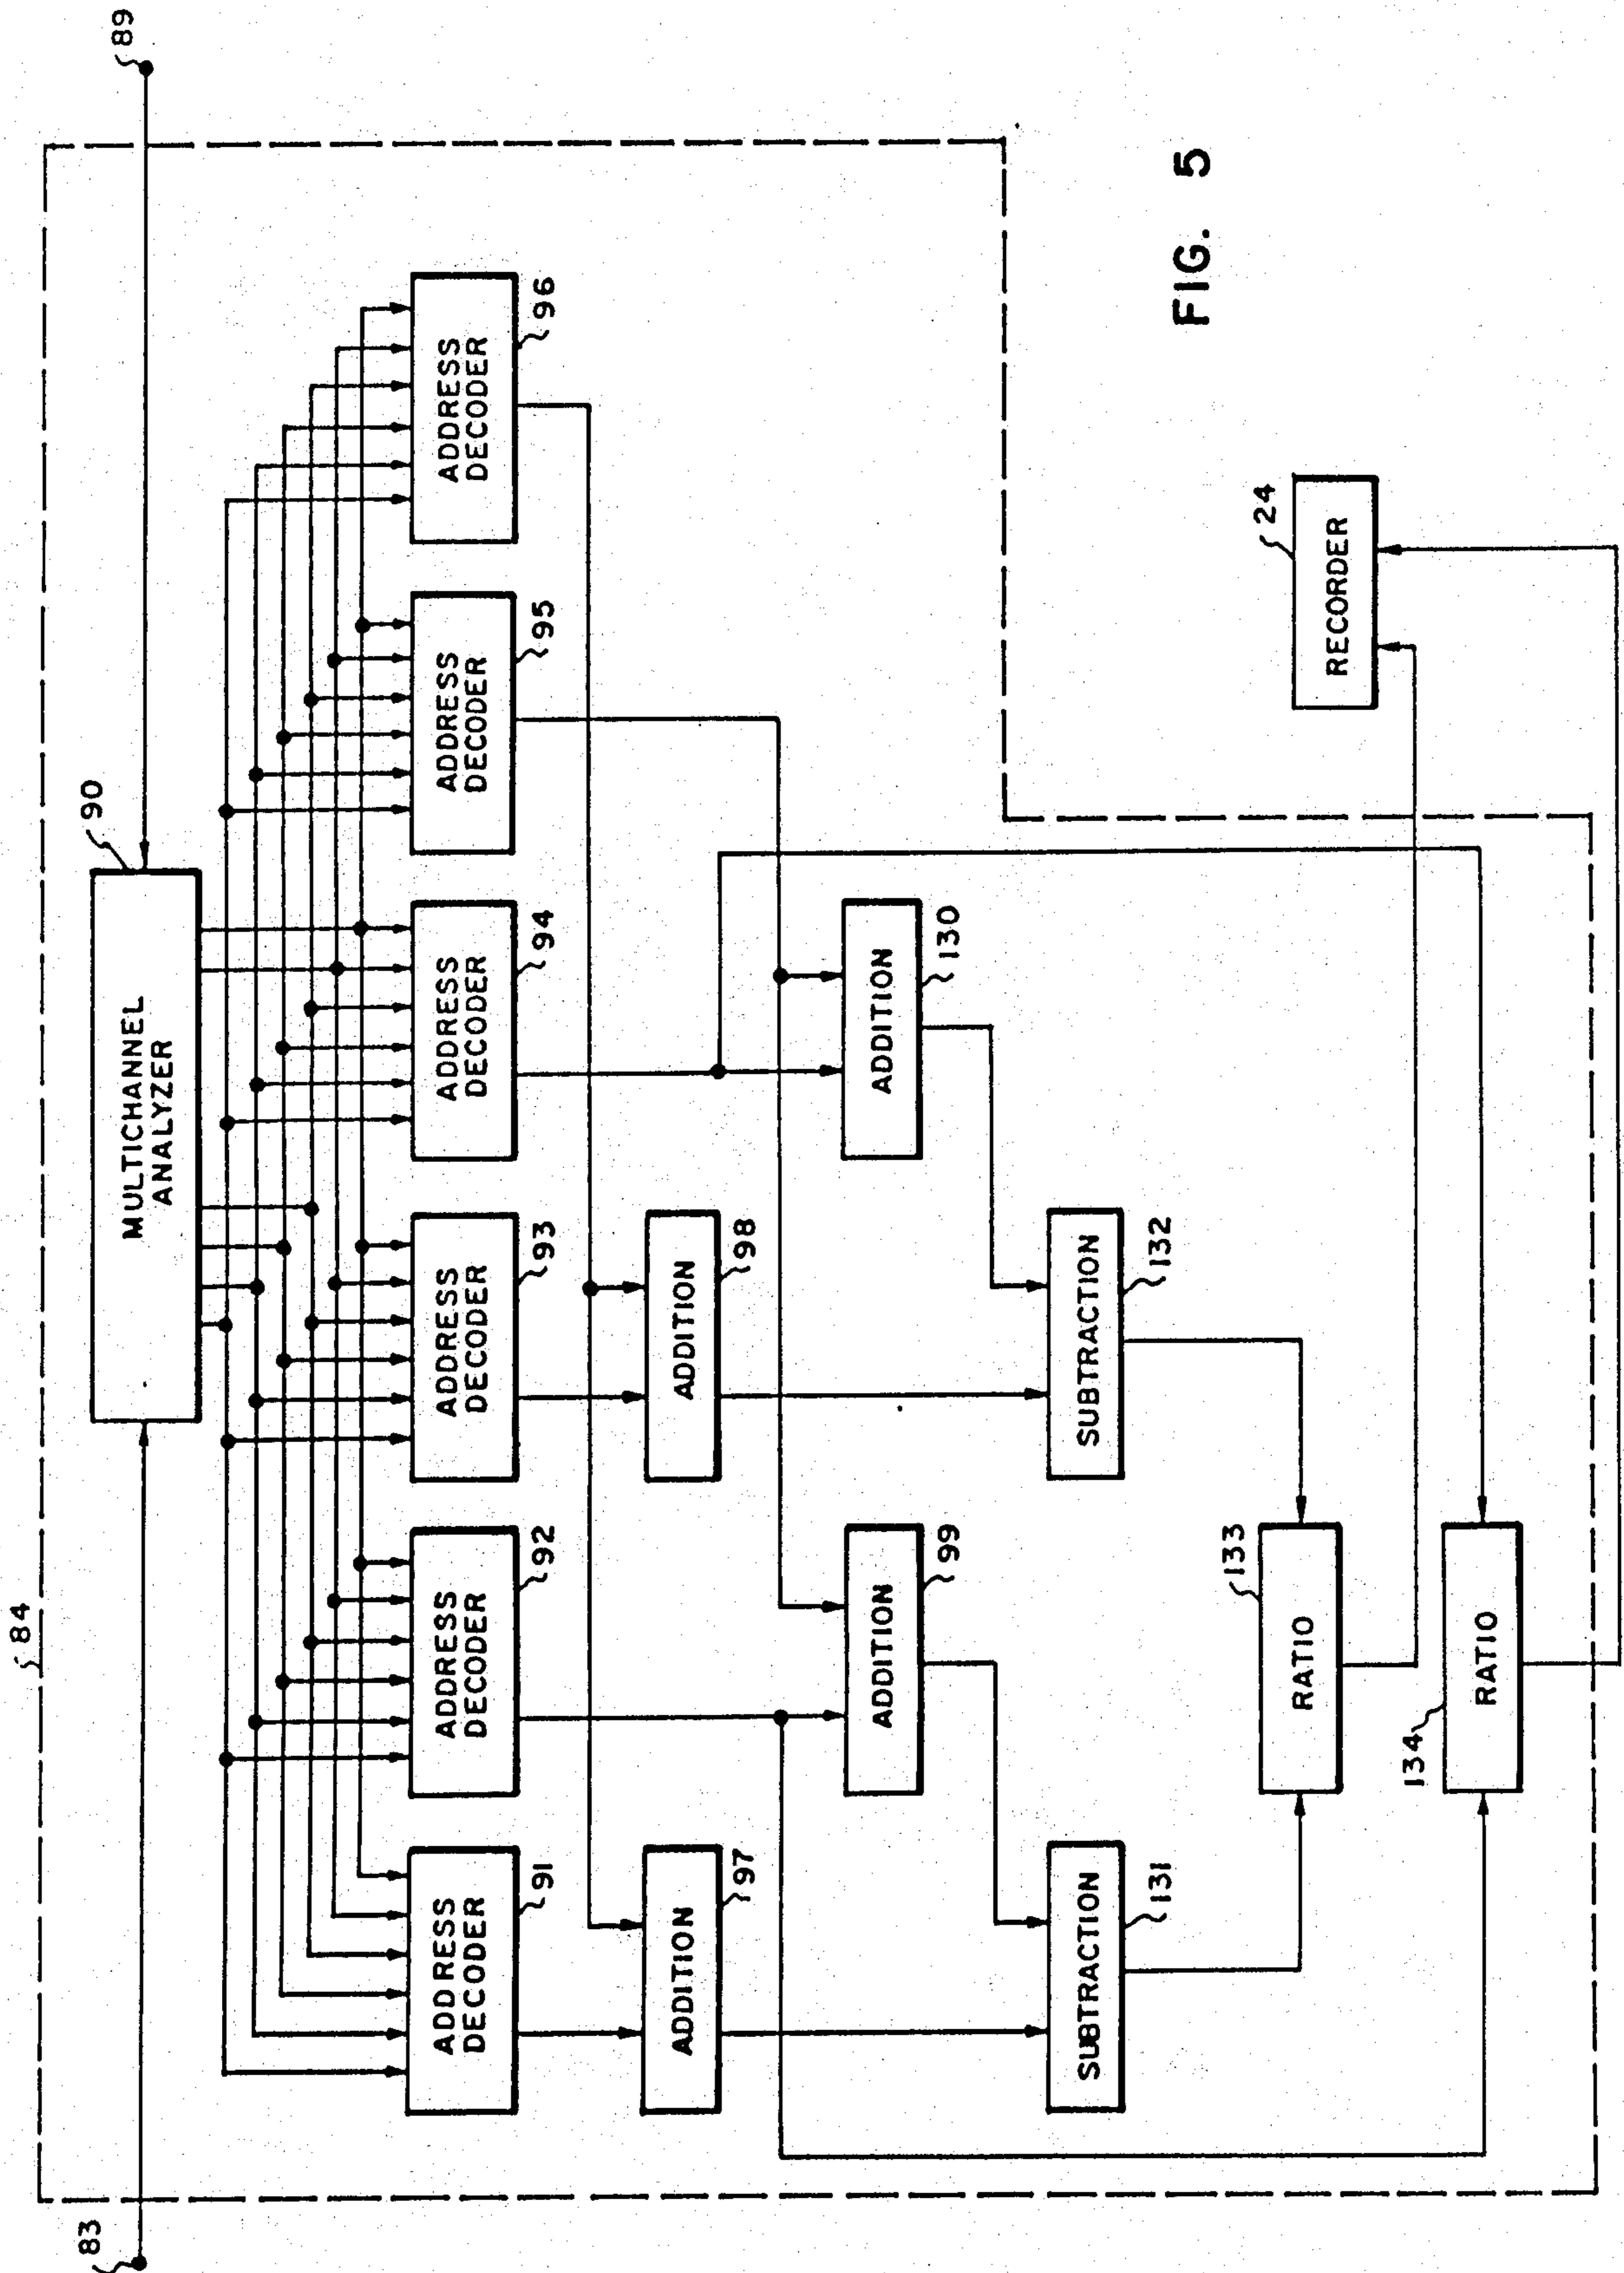 84
83
89
90
MULTICHANNEL
ANALYZER
ADDRESS
DECODER
91
ADDRESS
DECODER
92
ADDRESS
DECODER
93
ADDRESS
DECODER
94
ADDRESS
DECODER
95
ADDRESS
DECODER
96
ADDITION
97
ADDITION
98
ADDITION
99
ADDITION
130
SUBTRACTION
131
SUBTRACTION
132
RATIO
133
RATIO
134
RECORDER
24
FIG. 5